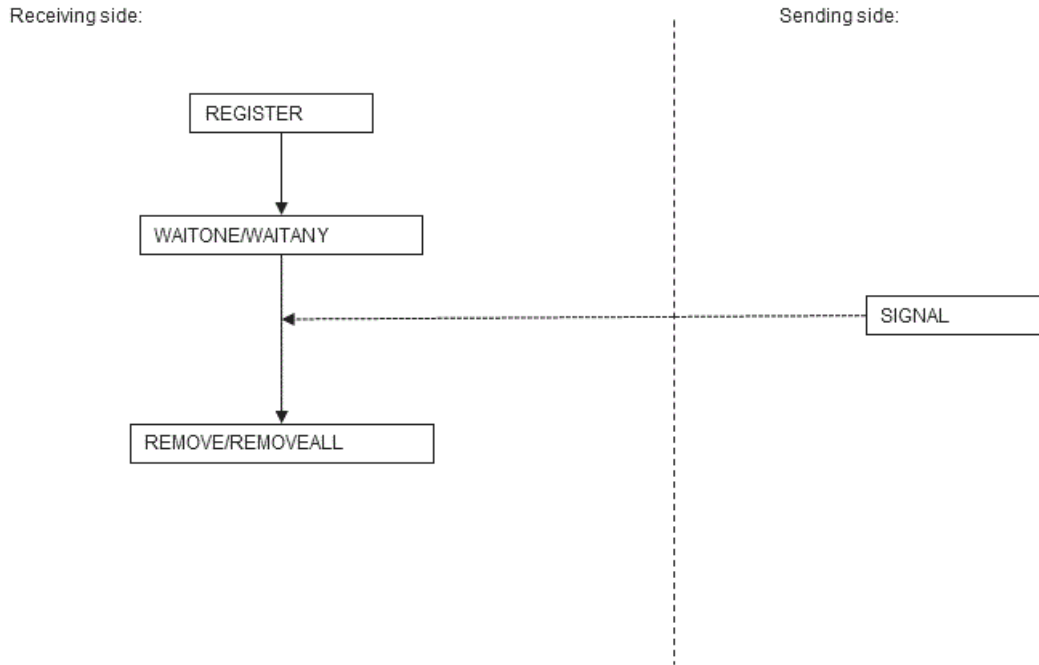 Receiving side:
Sending side:
REGISTER
WAITONE/WAITANY
SIGNAL
REMOVE/REMOVEALL